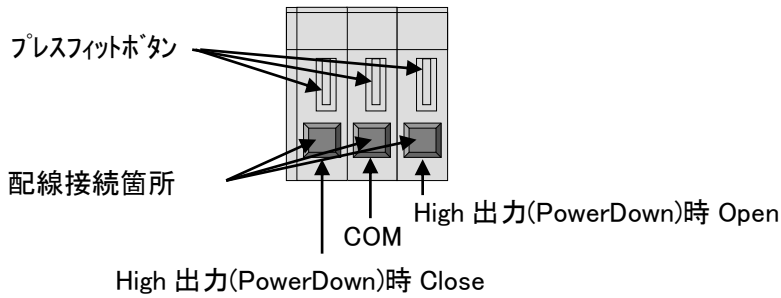 プレスフィットボタン
配線接続箇所
High 出力(PowerDown)時 Open
COM
High 出力(PowerDown)時 Close